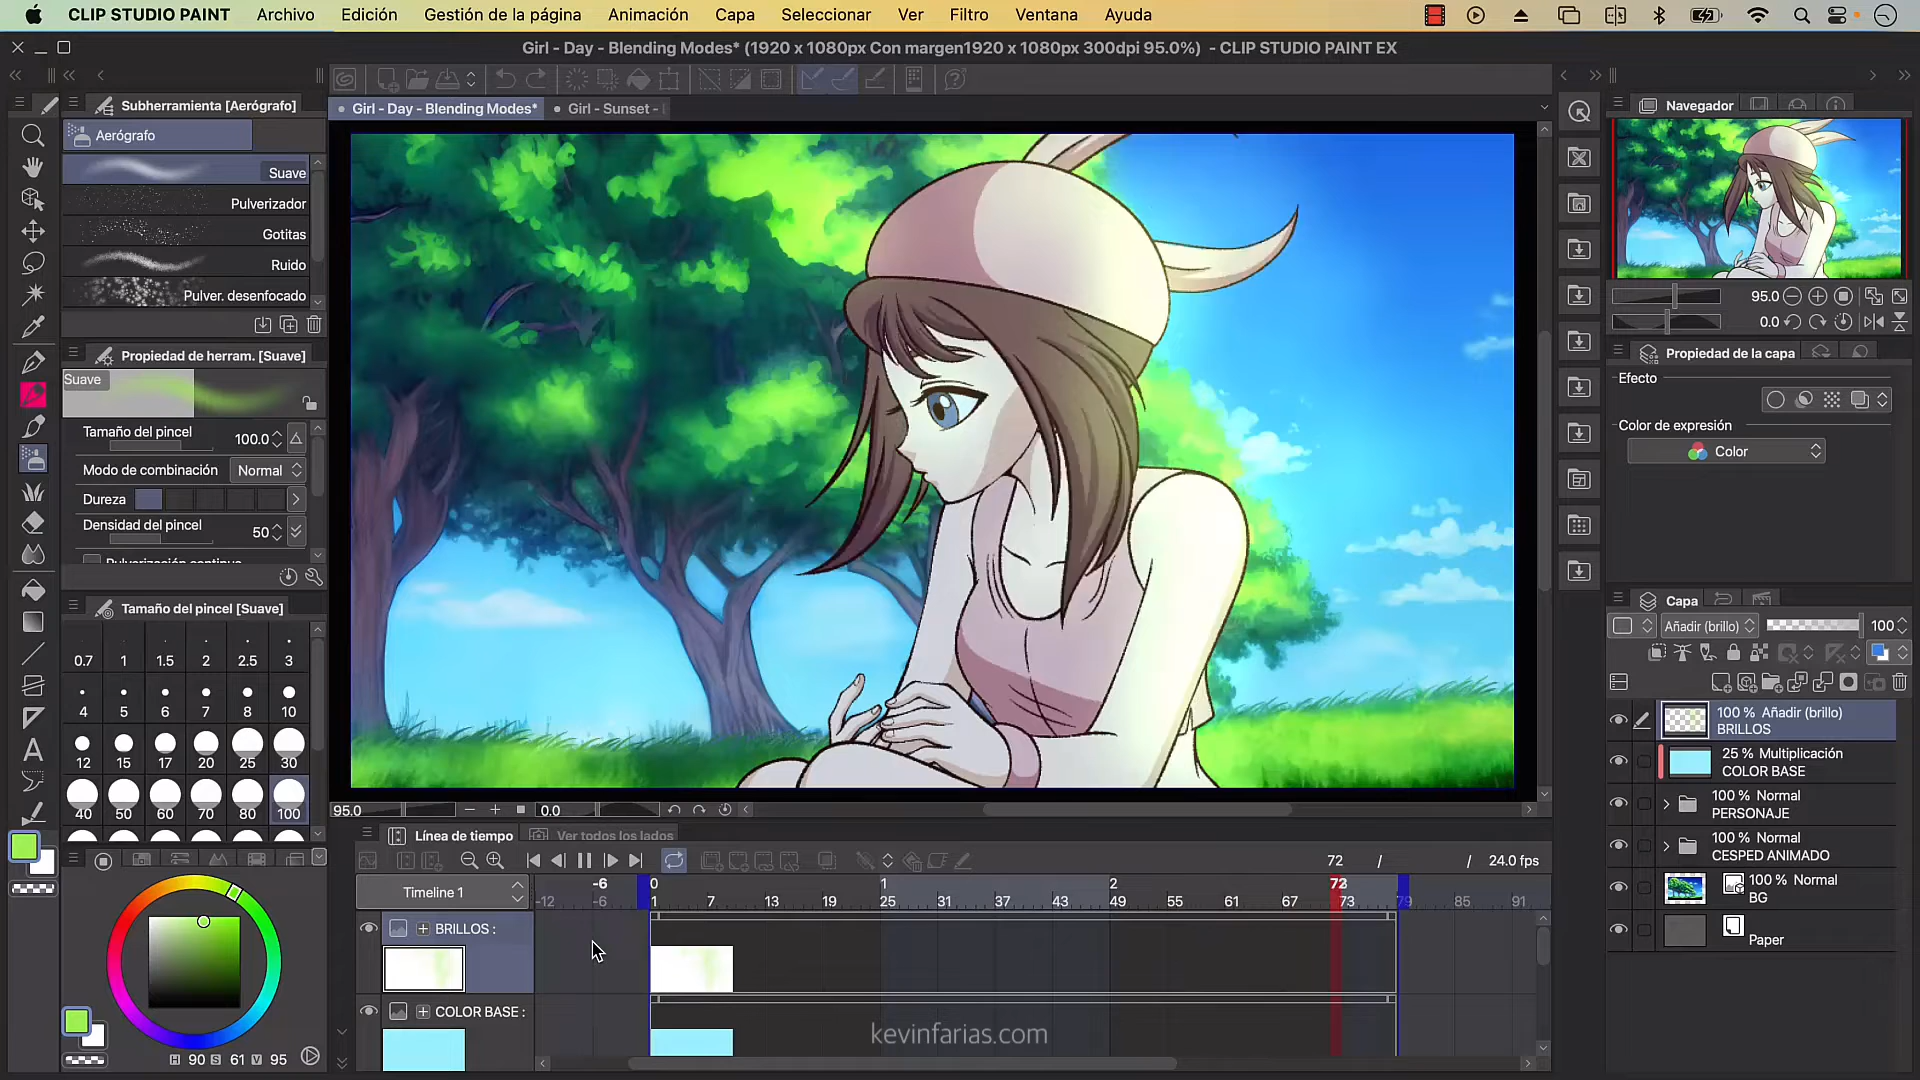 CLIP STUDIO PAINT Archivo Edición Gestión de la página Animación Capa Seleccionar Ver Filtro Ventana Ayuda
Girl - Day - Blending Modes* (1920 x 1080px Con margen1920 x 1080px 300dpi 95.0%) - CLIP STUDIO PAINT EX
Subherramienta [Aerógrafo]
Aerógrafo
Suave
Pulverizador
Gotitas
Ruido
Pulver. desenfocado
Propiedad de herram. [Suave]
Suave
Tamaño del pincel 100.0
Modo de combinación Normal
Dureza
Densidad del pincel 50
Pulverización continua
Tamaño del pincel [Suave]
0.7 1 1.5 2 2.5 3
4 5 6 7 8 10
12 15 17 20 25 30
40 50 60 70 80 100
H 90 S 61 V 95
Girl - Day - Blending Modes* Girl - Sunset -
95.0 0.0
Línea de tiempo Ver todos los lados
72 / / 24.0 fps
Timeline 1
-6 0 1 2
-12 -6 1 7 13 19 25 31 37 43 49 55 61 67 73 79 85 91
BRILLOS :
COLOR BASE :
kevinfarias.com
Navegador
95.0
0.0
Propiedad de la capa
Efecto
Color de expresión
Color
Capa
Añadir (brillo) 100
100 % Añadir (brillo)
BRILLOS
25 % Multiplicación
COLOR BASE
100 % Normal
PERSONAJE
100 % Normal
CESPED ANIMADO
100 % Normal
BG
Paper